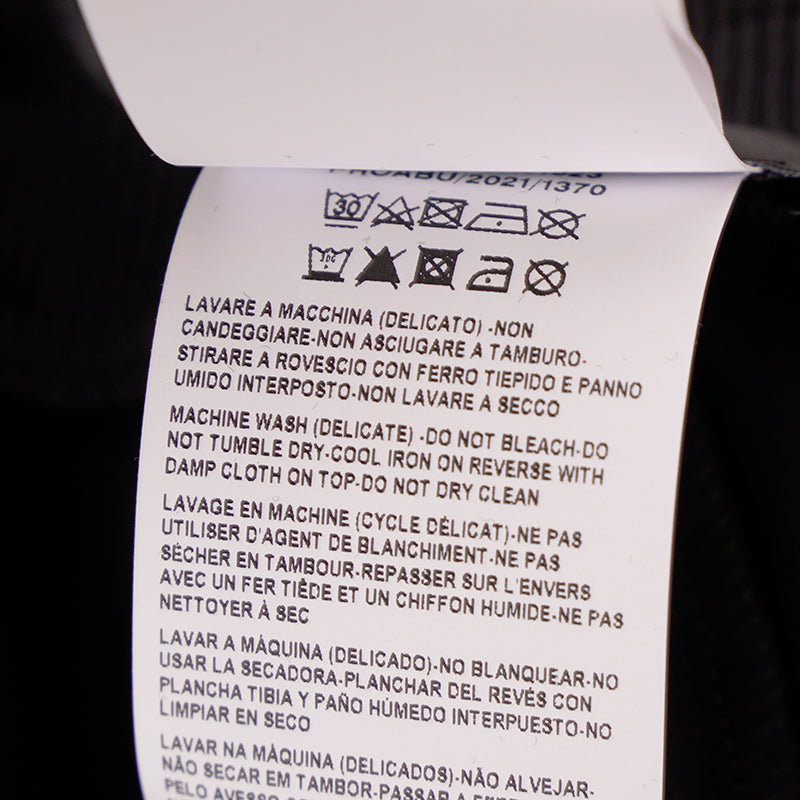 PROABU/2021/1370
30
LAVARE A MACCHINA (DELICATO) -NON
CANDEGGIARE-NON ASCIUGARE A TAMBURO-
STIRARE A ROVESCIO CON FERRO TIEPIDO E PANNO
UMIDO INTERPOSTO-NON LAVARE A SECCO
MACHINE WASH (DELICATE) -DO NOT BLEACH-DO
NOT TUMBLE DRY-COOL IRON ON REVERSE WITH
DAMP CLOTH ON TOP-DO NOT DRY CLEAN
LAVAGE EN MACHINE (CYCLE DÉLICAT)-NE PAS
UTILISER D'AGENT DE BLANCHIMENT-NE PAS
SÉCHER EN TAMBOUR-REPASSER SUR L'ENVERS
AVEC UN FER TIÈDE ET UN CHIFFON HUMIDE-NE PAS
NETTOYER À SEC
LAVAR A MÁQUINA (DELICADO)-NO BLANQUEAR-NO
USAR LA SECADORA-PLANCHAR DEL REVÉS CON
PLANCHA TIBIA Y PAÑO HÚMEDO INTERPUESTO-NO
LIMPIAR EN SECO
LAVAR NA MÁQUINA (DELICADOS)-NÃO ALVEJAR-
NÃO SECAR EM TAMBOR-PASSAR A
PELO AVESSO